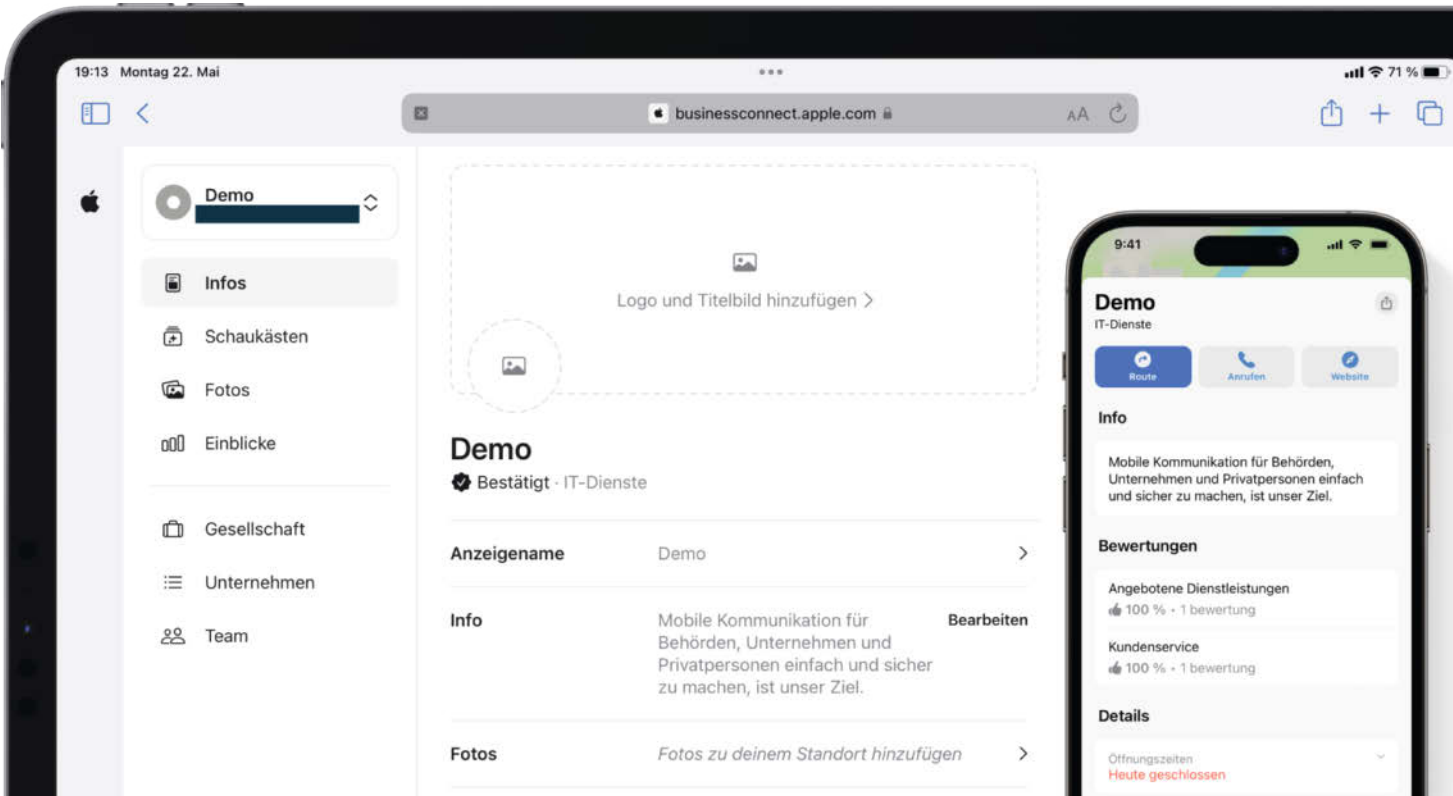 19:13 Montag 22. Mai
71 %
businessconnect.apple.com
AA
Demo
Infos
Schaukästen
Fotos
Einblicke
Gesellschaft
Unternehmen
Team
Logo und Titelbild hinzufügen
Demo
Bestätigt · IT-Dienste
Anzeigename
Demo
Info
Mobile Kommunikation für
Behörden, Unternehmen und
Privatpersonen einfach und sicher
zu machen, ist unser Ziel.
Bearbeiten
Fotos
Fotos zu deinem Standort hinzufügen
9:41
Demo
IT-Dienste
Route
Anrufen
Website
Info
Mobile Kommunikation für Behörden,
Unternehmen und Privatpersonen einfach
und sicher zu machen, ist unser Ziel.
Bewertungen
Angebotene Dienstleistungen
100 % • 1 bewertung
Kundenservice
100 % • 1 bewertung
Details
Öffnungszeiten
Heute geschlossen